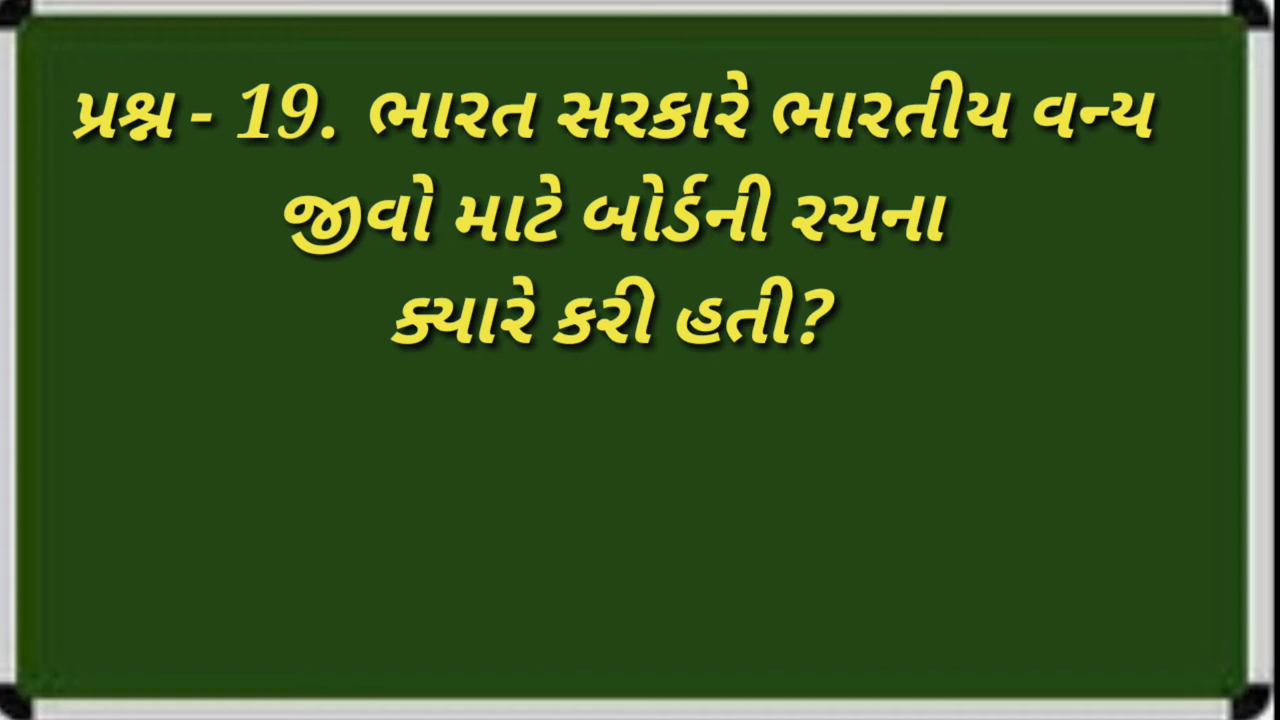 પ્રશ્ન - 19. ભારત સરકારે ભારતીય વન્ય
જીવો માટે બોર્ડની રચના
ક્યારે કરી હતી?